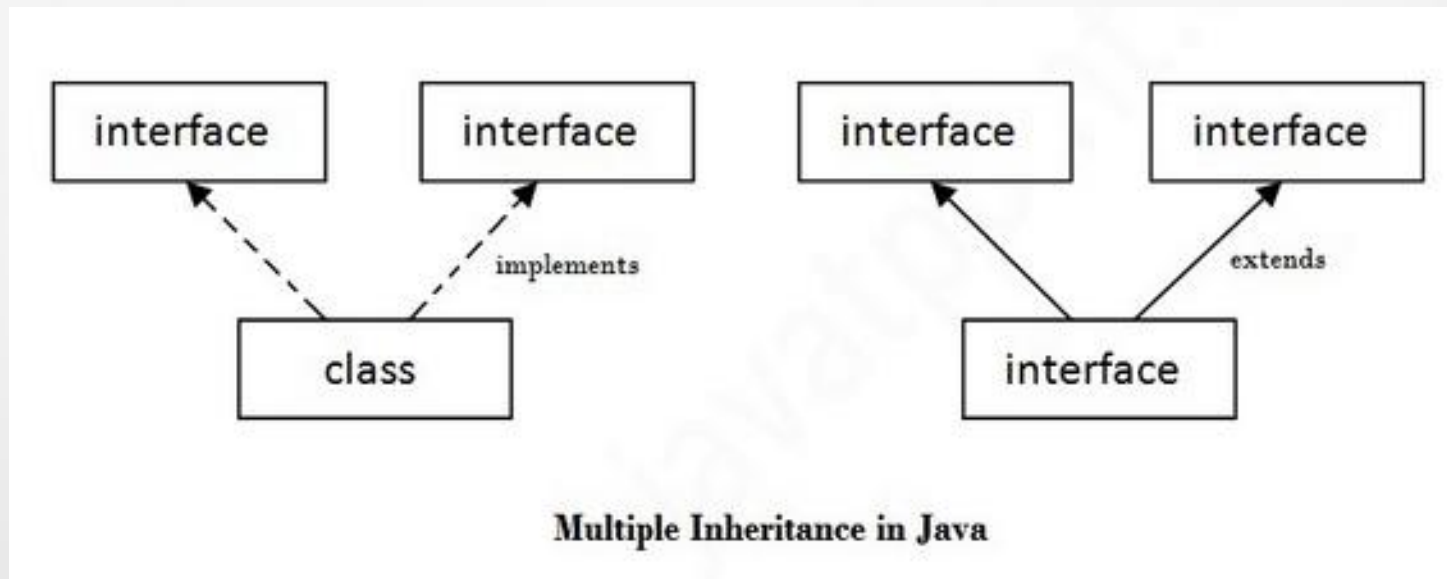 interface interface interface interface
implements extends
class interface
Multiple Inheritance in Java